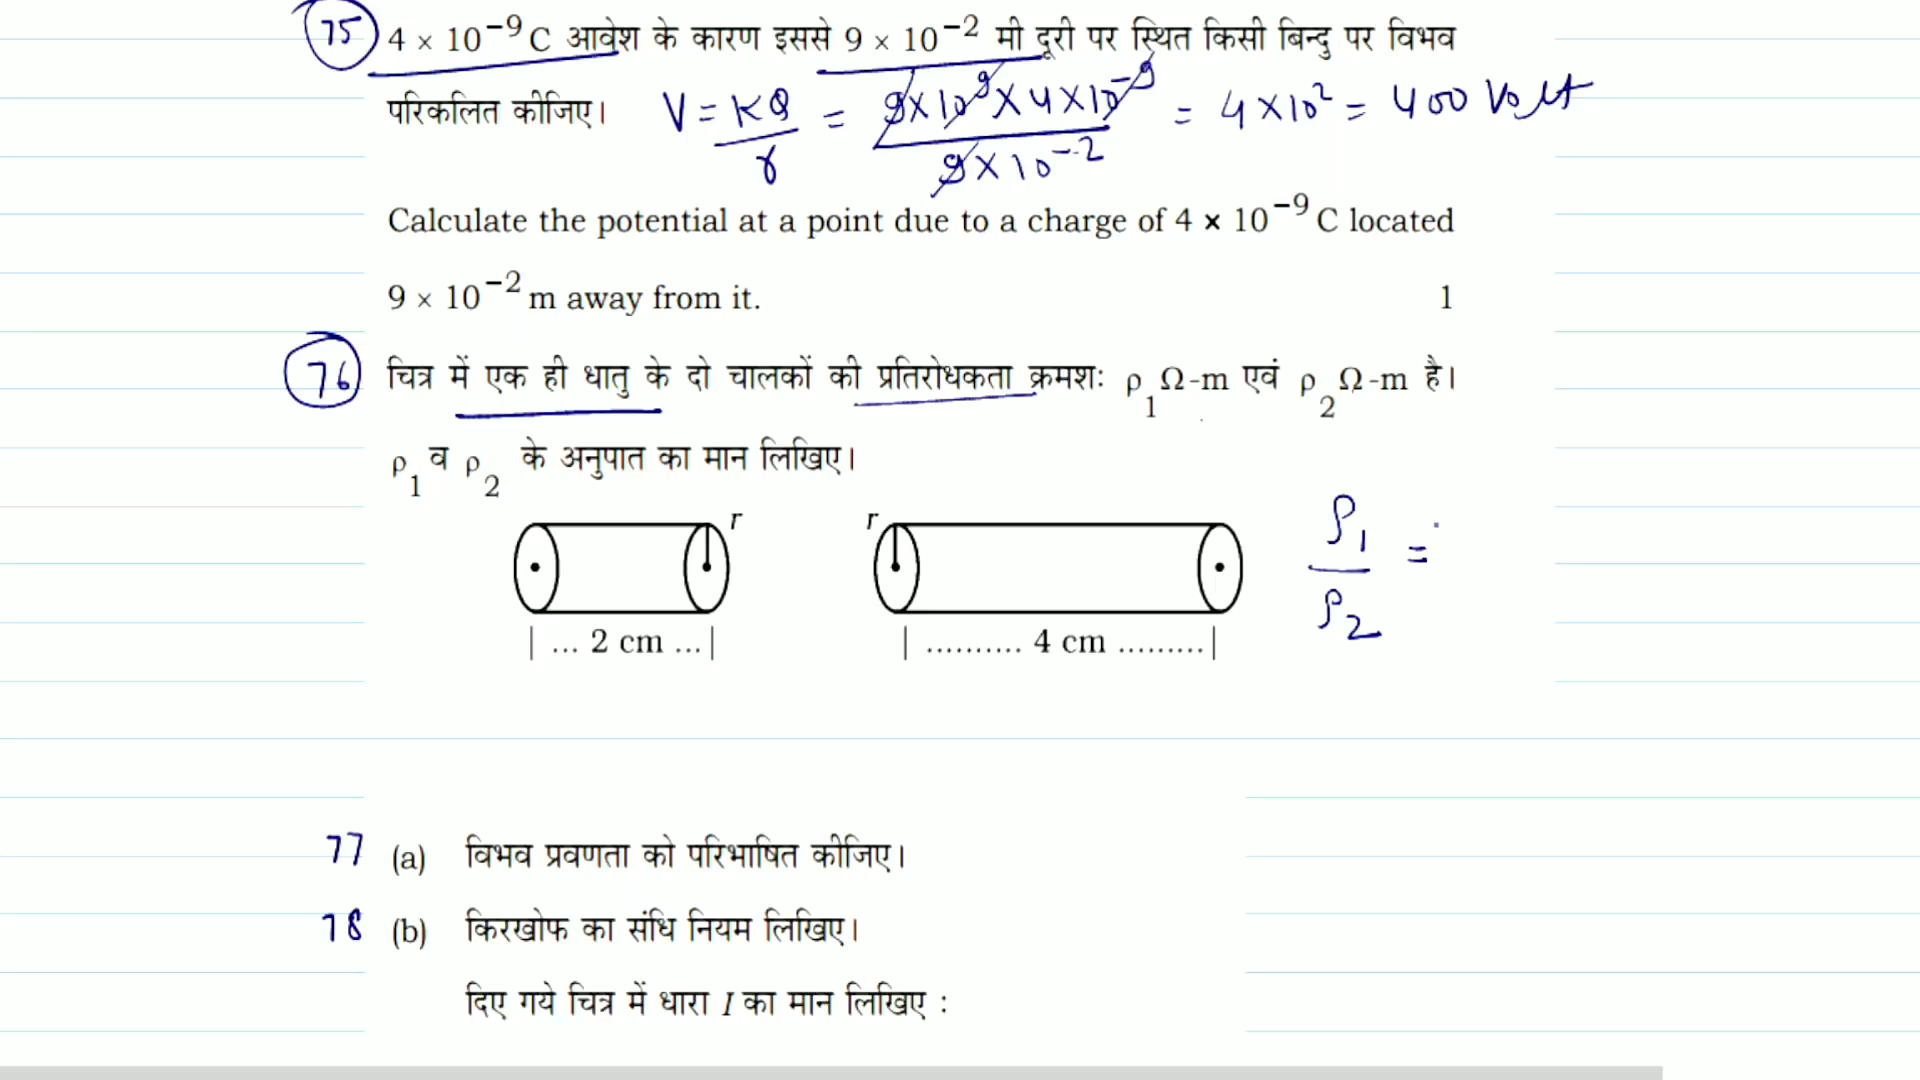 75 4 × 10⁻⁹ C आवेश के कारण इससे 9 × 10⁻² मी दूरी पर स्थित किसी बिन्दु पर विभव
परिकलित कीजिए। V = KQ/r = 9×10⁹×4×10⁻⁹/9×10⁻² = 4×10² = 400 Volt
Calculate the potential at a point due to a charge of 4 × 10⁻⁹ C located
9 × 10⁻² m away from it. 1
76 चित्र में एक ही धातु के दो चालकों की प्रतिरोधकता क्रमशः ρ₁ Ω-m एवं ρ₂ Ω-m है।
ρ₁ व ρ₂ के अनुपात का मान लिखिए।
r r
ρ₁/ρ₂ =
| ... 2 cm ...| | .......... 4 cm .........|
77 (a) विभव प्रवणता को परिभाषित कीजिए।
78 (b) किरखोफ का संधि नियम लिखिए।
दिए गये चित्र में धारा I का मान लिखिए :